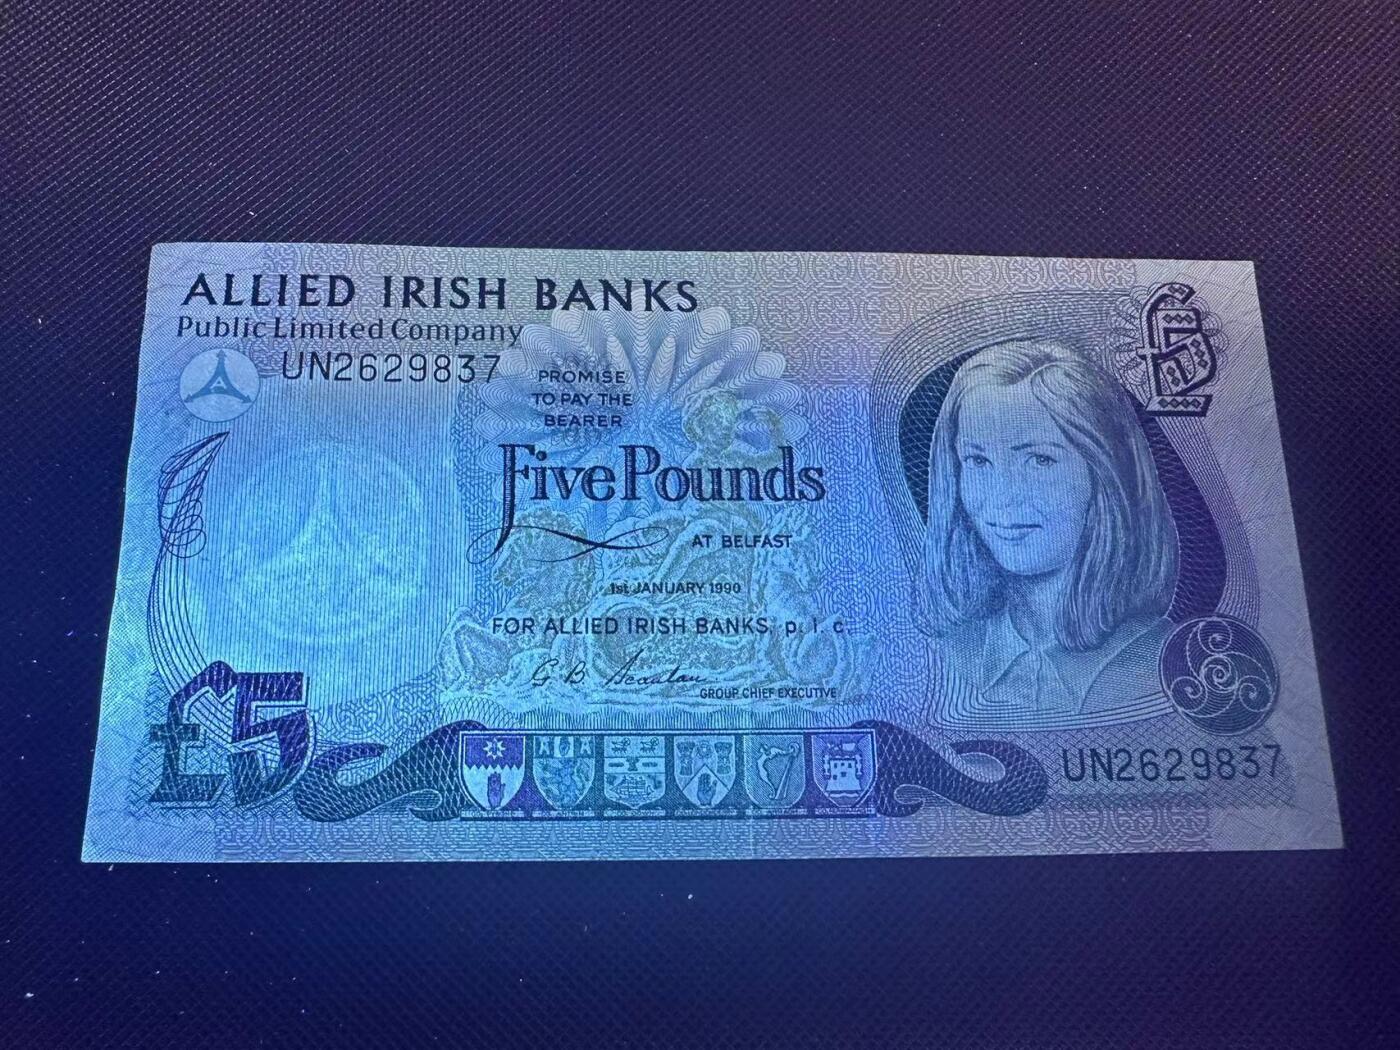 ALLIED IRISH BANKS
Public Limited Company
UN2629837
PROMISE
TO PAY THE
BEARER
Five Pounds
AT BELFAST
1st JANUARY 1990
FOR ALLIED IRISH BANKS, p. l. c.
GROUP CHIEF EXECUTIVE
£5
£5
UN2629837